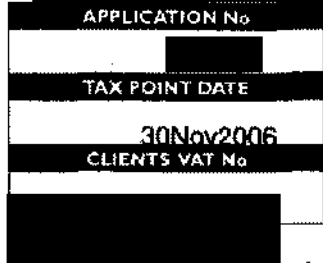 APPLICATION No
TAX POINT DATE
30Nov2006
CLIENTS VAT No